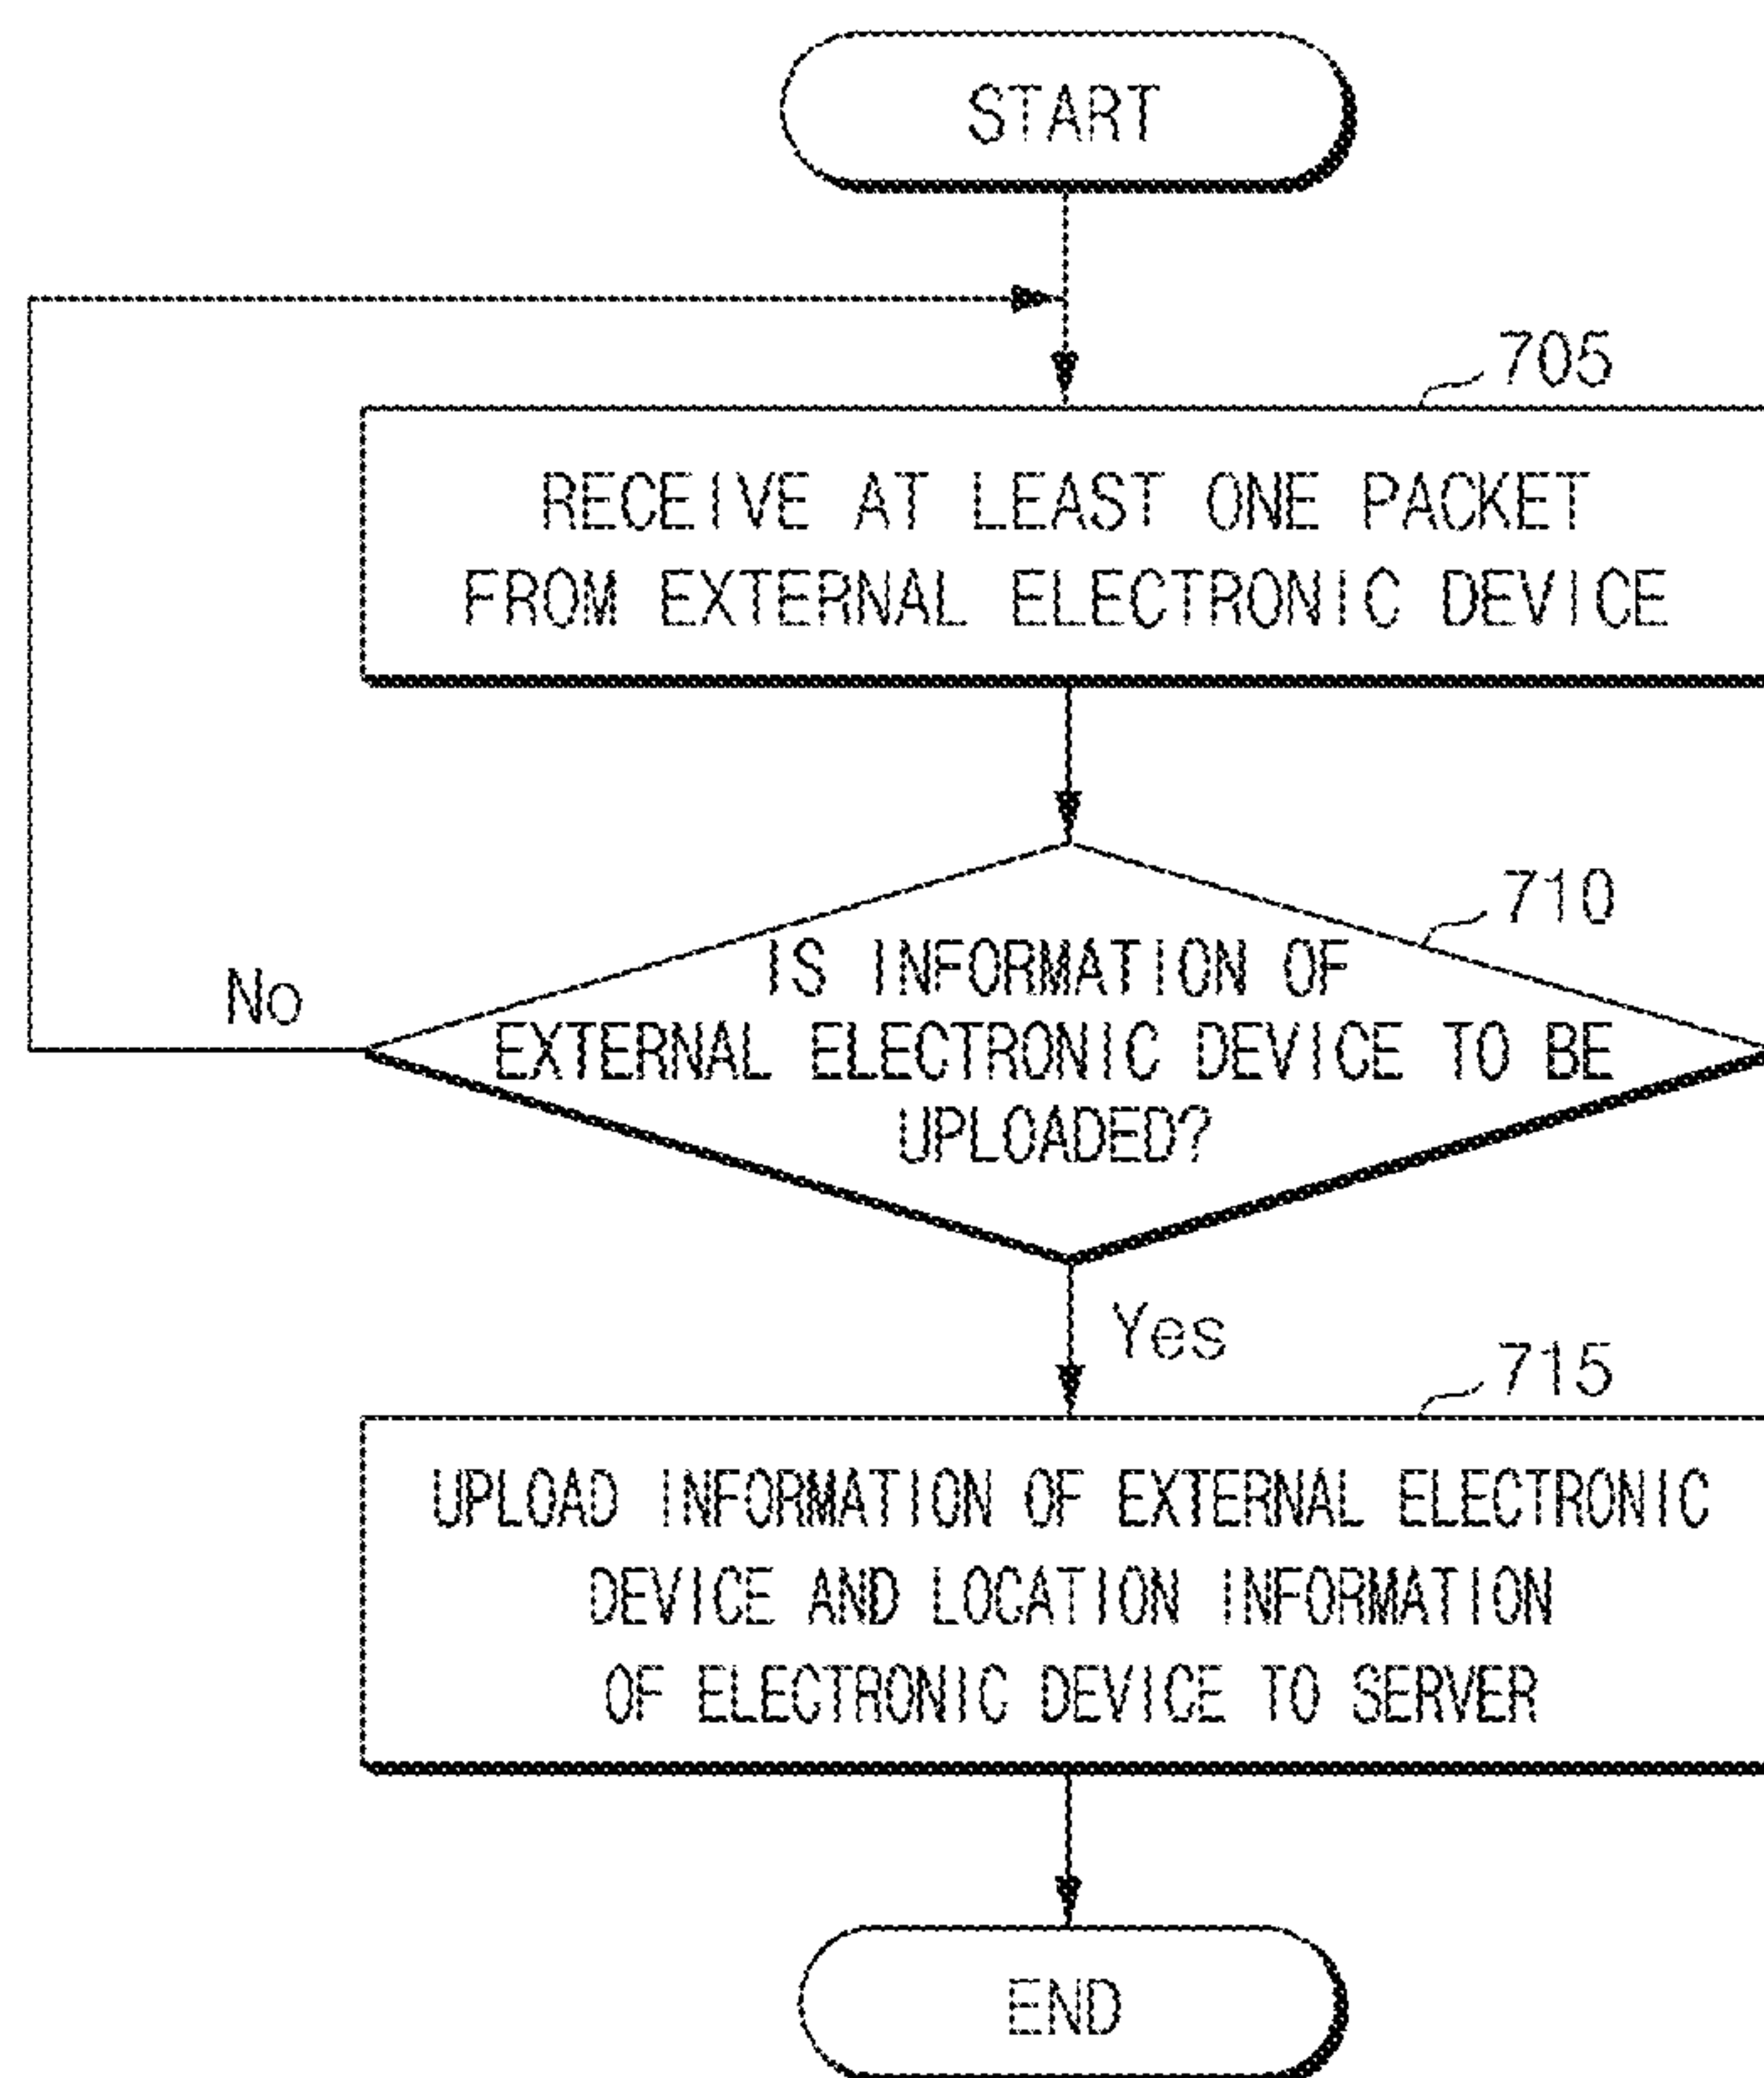 START
705
RECEIVE AT LEAST ONE PACKET
FROM EXTERNAL ELECTRONIC DEVICE
710
IS INFORMATION OF
EXTERNAL ELECTRONIC DEVICE TO BE
UPLOADED?
No
Yes
715
UPLOAD INFORMATION OF EXTERNAL ELECTRONIC
DEVICE AND LOCATION INFORMATION
OF ELECTRONIC DEVICE TO SERVER
END